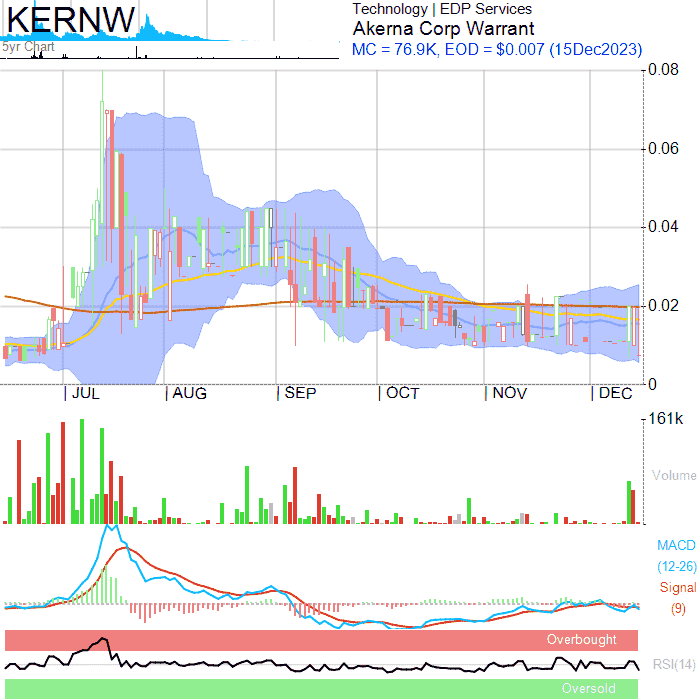 KERNW
Technology | EDP Services
Akerna Corp Warrant
MC = 76.9K, EOD = $0.007 (15Dec2023)
5yr Chart
0.08
0.06
0.04
0.02
0
JUL AUG SEP OCT NOV DEC
161k
Volume
MACD
(12-26)
Signal
(9)
Overbought
RSI(14)
Oversold